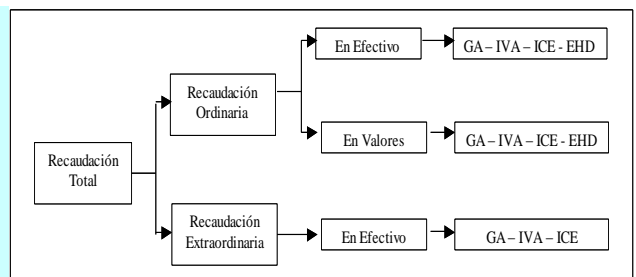 En Efectivo
GA – IVA – ICE - EHD
Recaudación
Ordinaria
En Valores
GA – IVA – ICE - EHD
Recaudación
Total
Recaudación
Extraordinaria
En Efectivo
GA – IVA – ICE